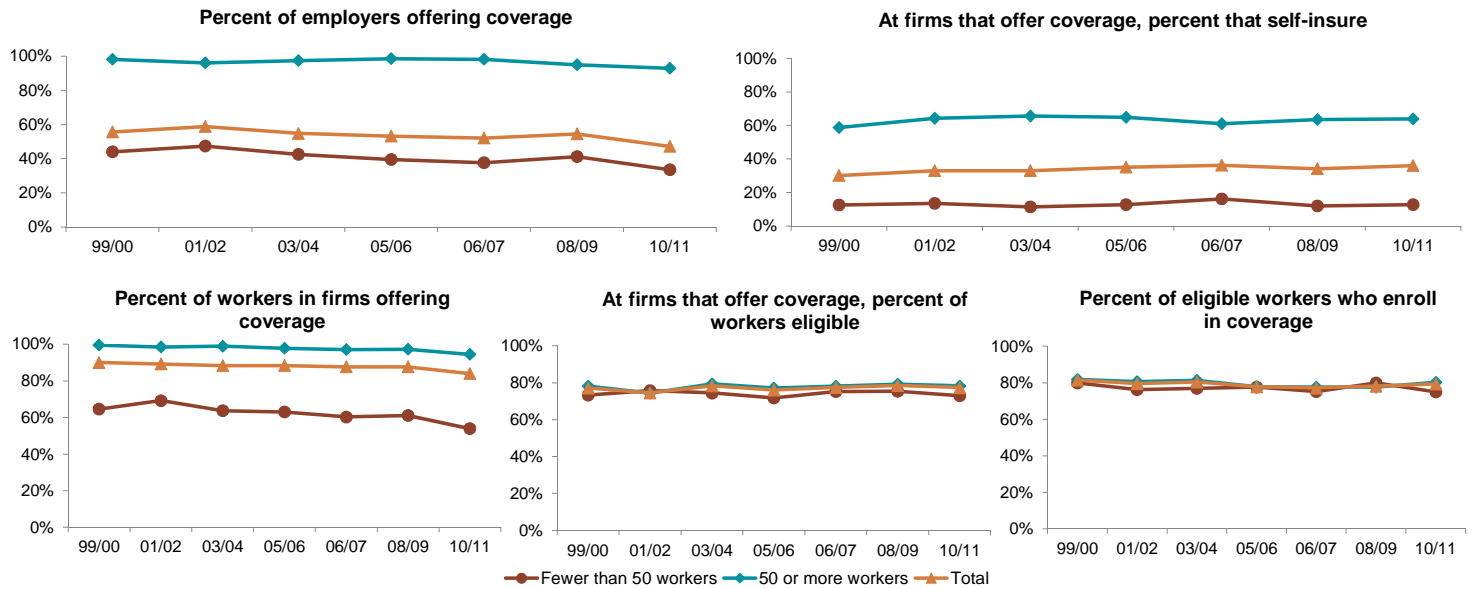 Percent of employers offering coverage
100%
80%
60%
40%
20%
0%
99/00 01/02 03/04 05/06 06/07 08/09 10/11
At firms that offer coverage, percent that self-insure
100%
80%
60%
40%
20%
0%
99/00 01/02 03/04 05/06 06/07 08/09 10/11
Percent of workers in firms offering
coverage
100%
80%
60%
40%
20%
0%
99/00 01/02 03/04 05/06 06/07 08/09 10/11
At firms that offer coverage, percent of
workers eligible
100%
80%
60%
40%
20%
0%
99/00 01/02 03/04 05/06 06/07 08/09 10/11
Percent of eligible workers who enroll
in coverage
100%
80%
60%
40%
20%
0%
99/00 01/02 03/04 05/06 06/07 08/09 10/11
Fewer than 50 workers 50 or more workers Total